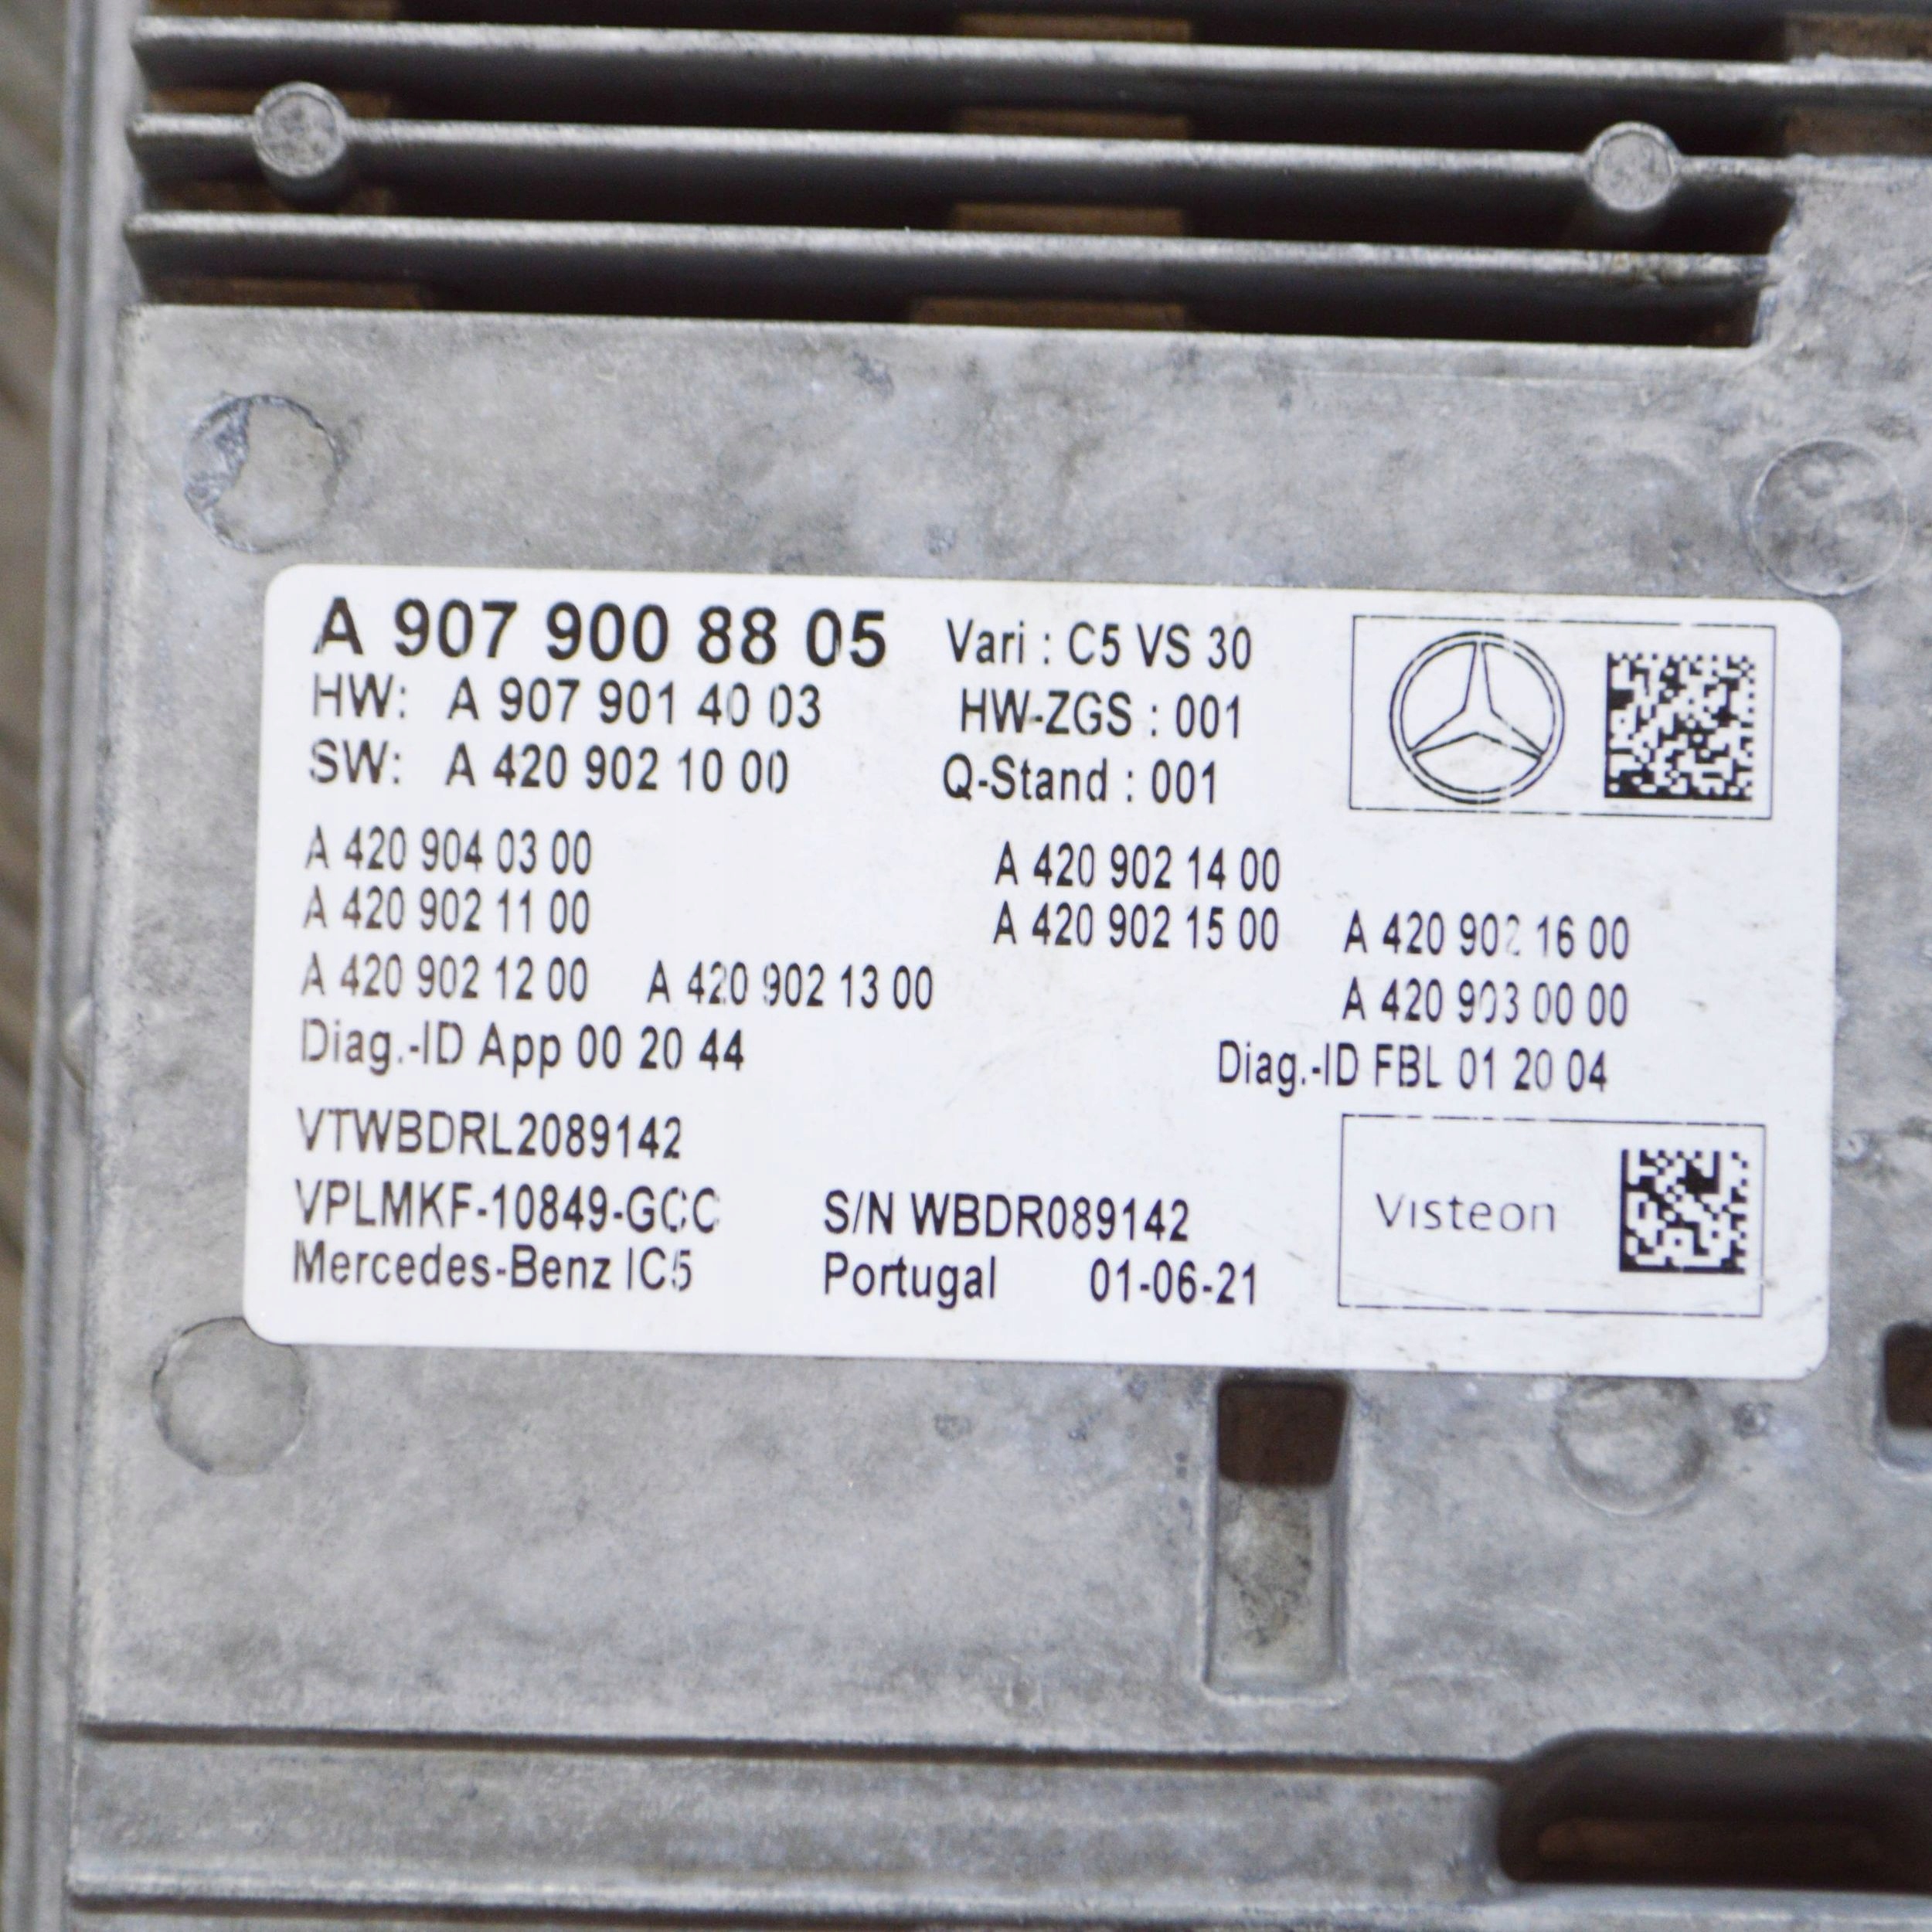 A 907 900 88 05 Vari : C5 VS 30
HW: A 907 901 40 03 HW-ZGS : 001
SW: A 420 902 10 00 Q-Stand : 001
A 420 904 03 00 A 420 902 14 00
A 420 902 11 00 A 420 902 15 00 A 420 902 16 00
A 420 902 12 00 A 420 902 13 00 A 420 903 00 00
Diag.-ID App 00 20 44 Diag.-ID FBL 01 20 04
VTWBDRL2089142
VPLMKF-10849-GCC S/N WBDR089142 Visteon
Mercedes-Benz IC5 Portugal 01-06-21